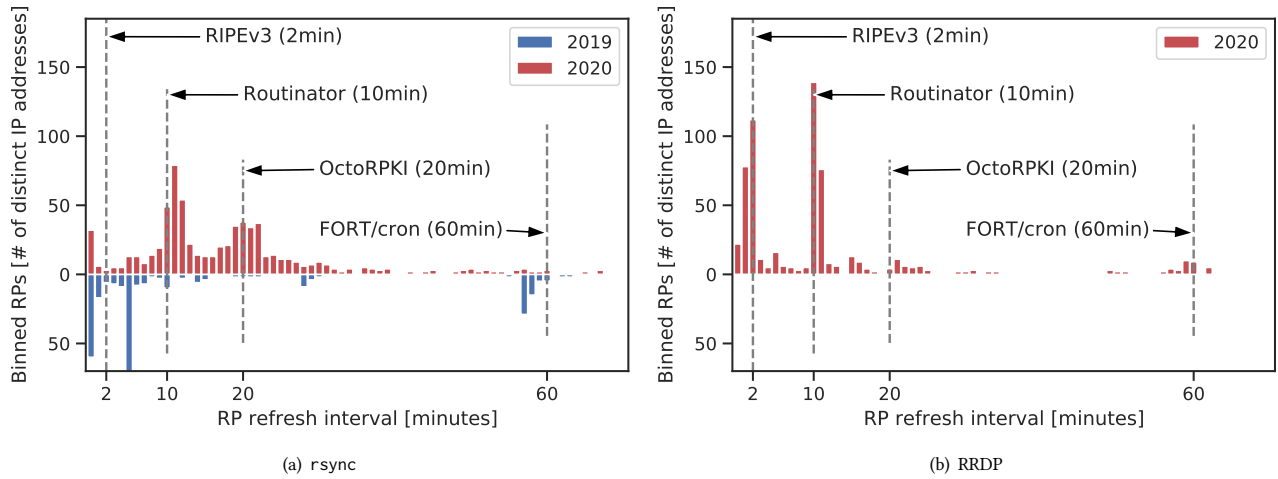 Binned RPs [# of distinct IP addresses]
150
100
50
0
50
RIPEv3 (2min)
Routinator (10min)
OctoRPKI (20min)
FORT/cron (60min)
2019
2020
2
10
20
60
RP refresh interval [minutes]
(a) rsync
Binned RPs [# of distinct IP addresses]
150
100
50
0
50
RIPEv3 (2min)
Routinator (10min)
OctoRPKI (20min)
FORT/cron (60min)
2020
2
10
20
60
RP refresh interval [minutes]
(b) RRDP